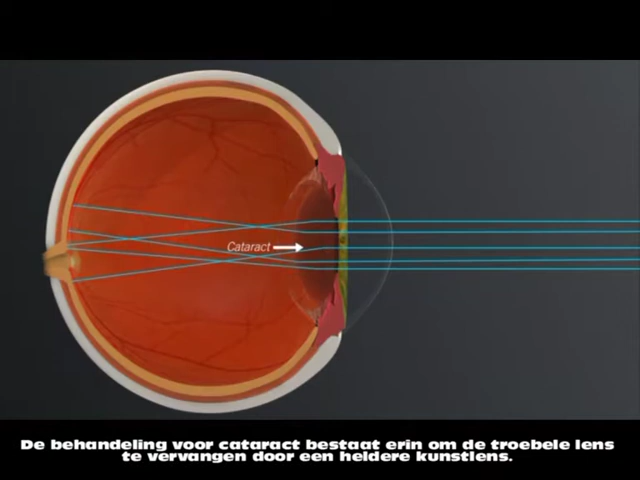 Cataract
De behandeling voor cataract bestaat erin om de troebele lens
te vervangen door een heldere kunstlens.